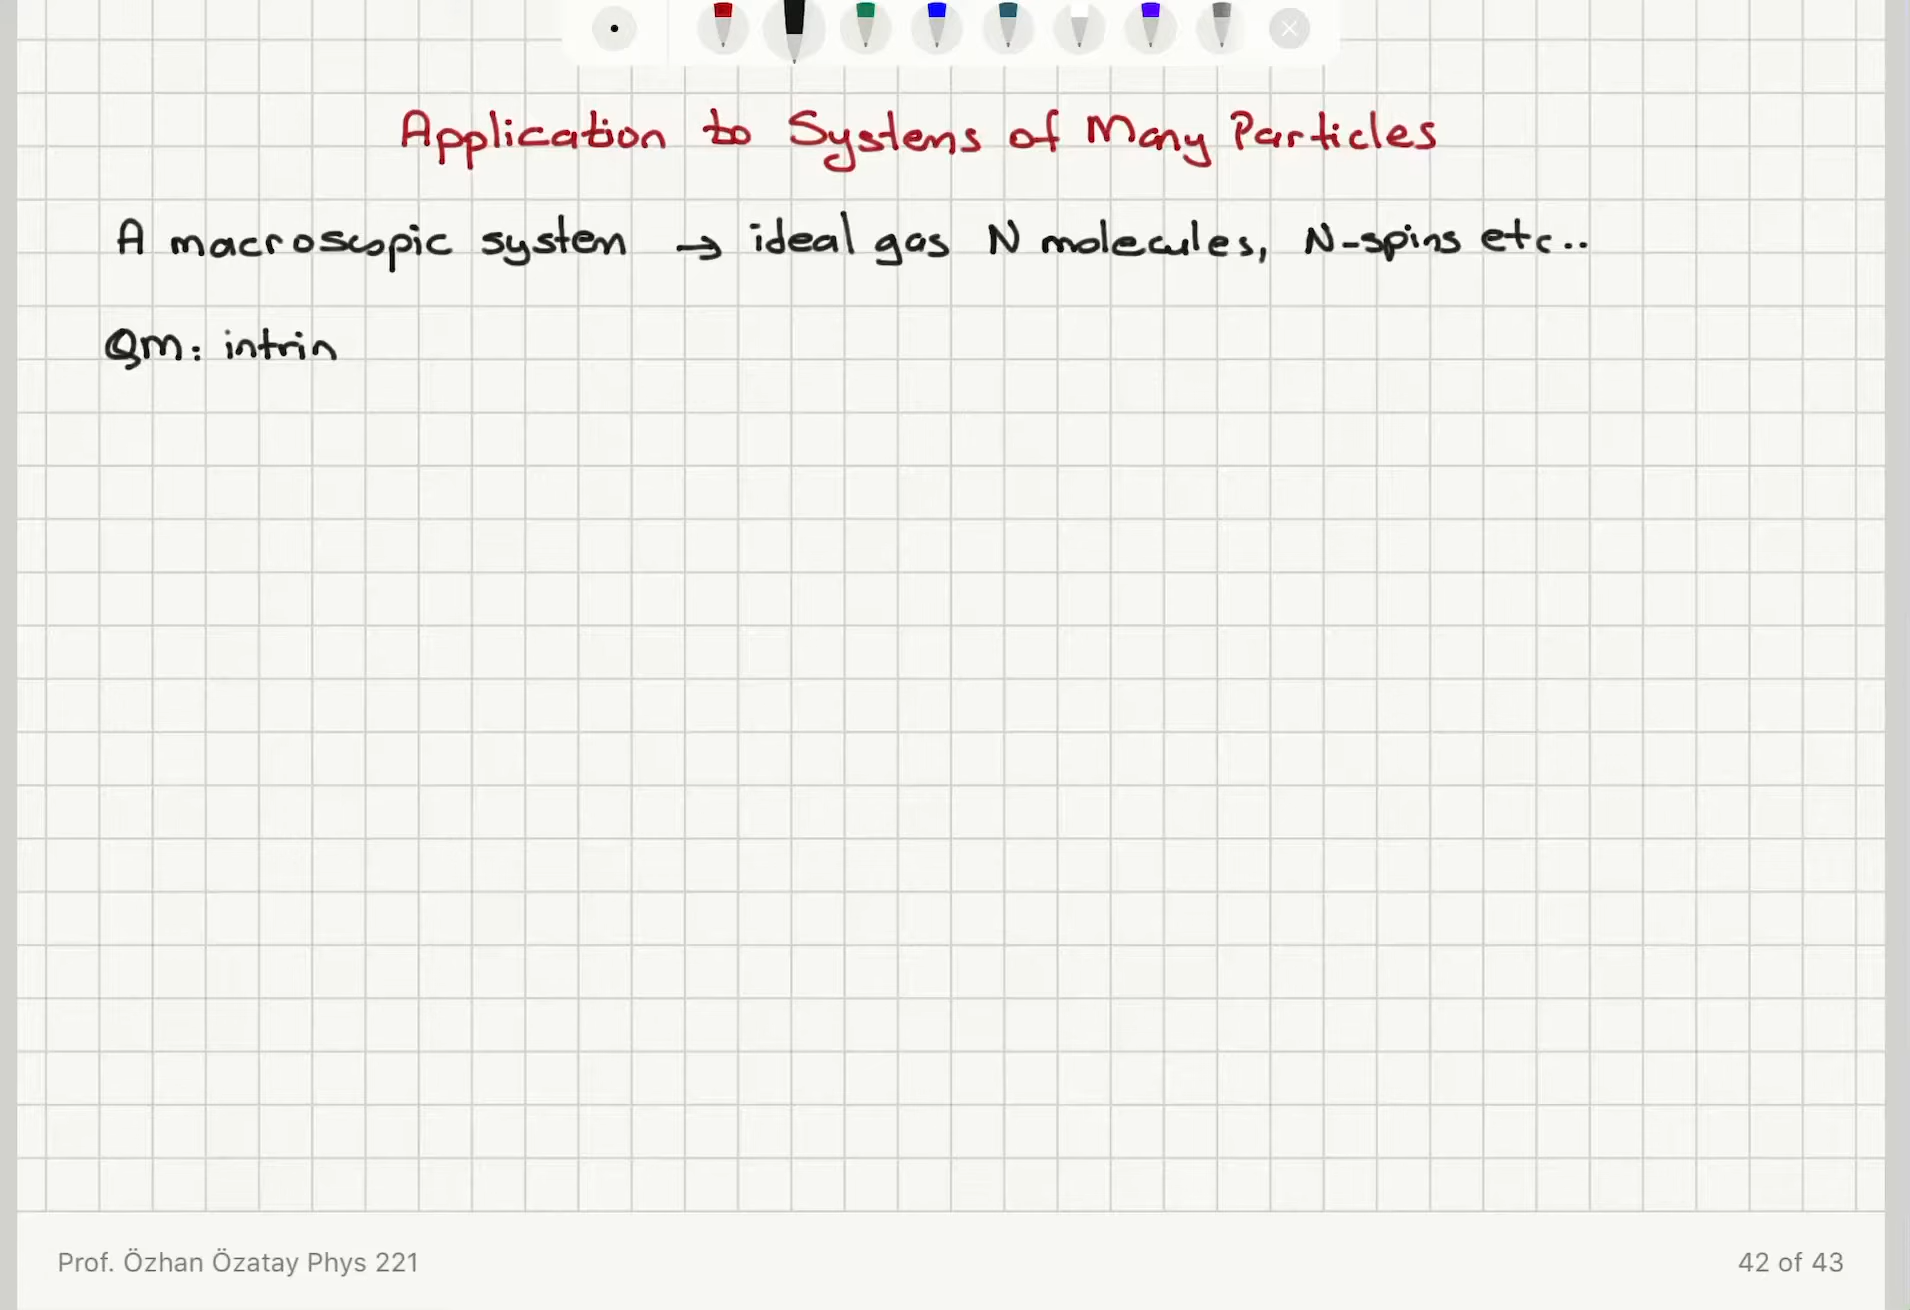 Application to Systems of Many Particles
A macroscopic system → ideal gas N molecules, N-spins etc..
QM: intrin
Prof. Özhan Özatay Phys 221
42 of 43